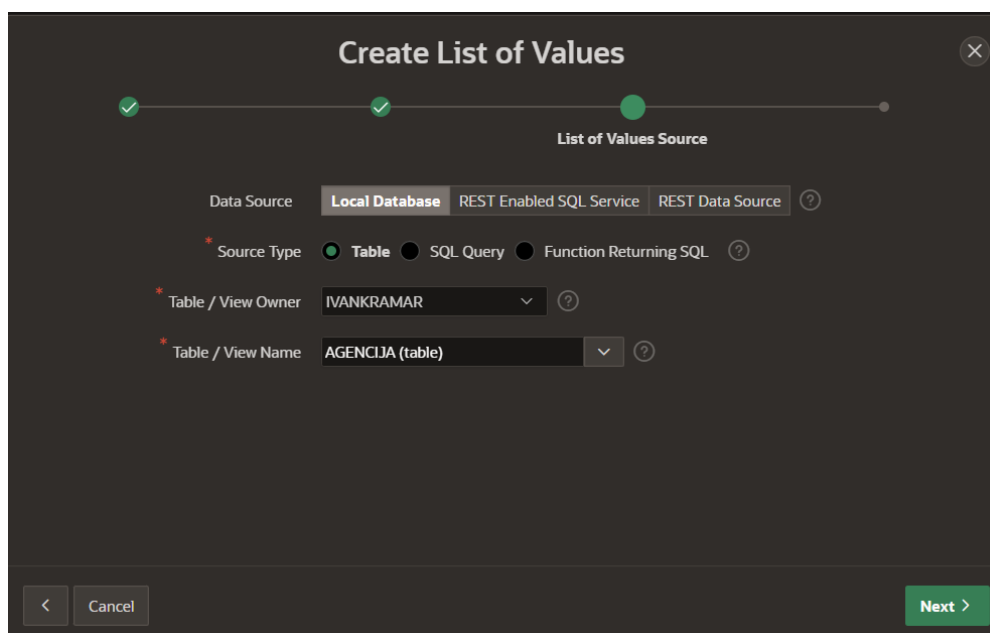 Create List of Values
List of Values Source
Data Source Local Database REST Enabled SQL Service REST Data Source ?
* Source Type Table SQL Query Function Returning SQL ?
* Table / View Owner IVANKRAMAR ?
* Table / View Name AGENCIJA (table) ?
Cancel Next